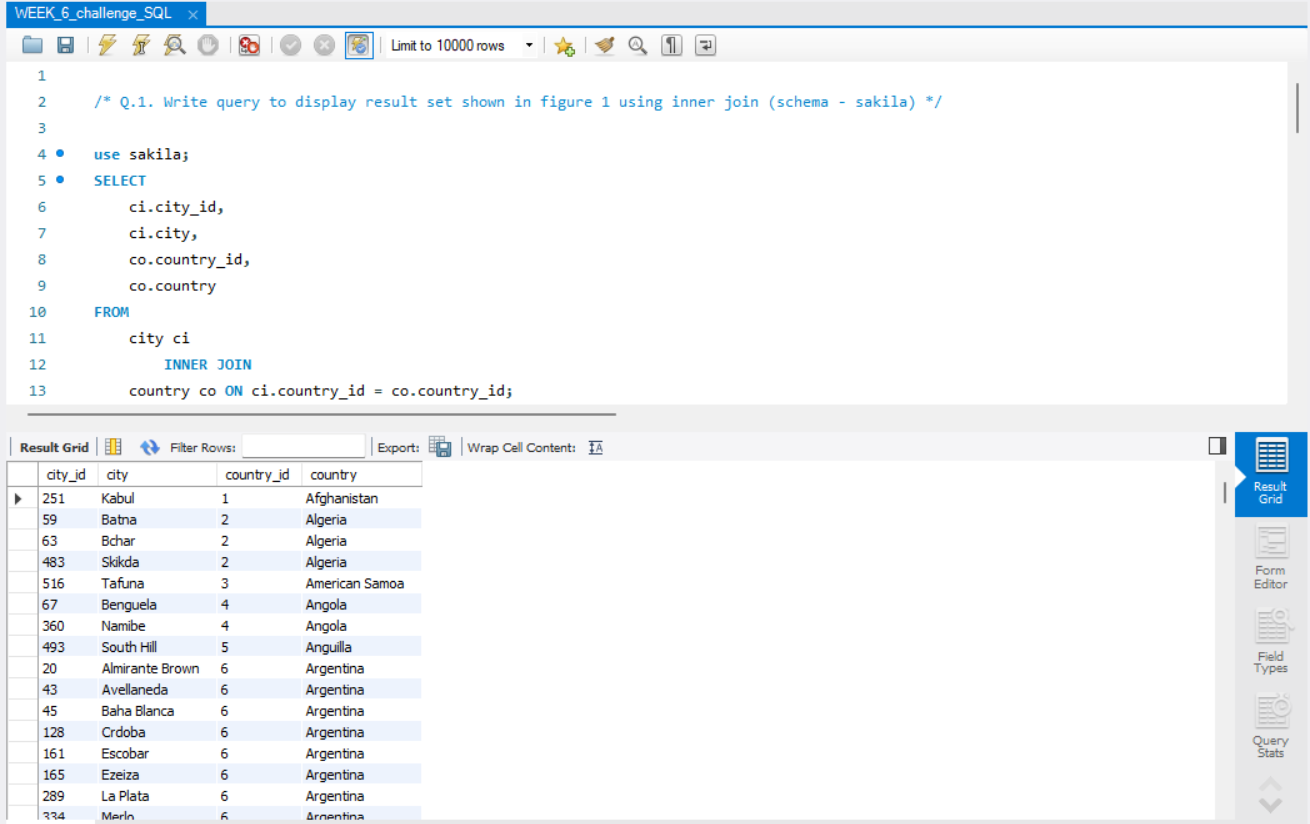 WEEK_6_challenge_SQL
Limit to 10000 rows
1
2 /* Q.1. Write query to display result set shown in figure 1 using inner join (schema - sakila) */
3
4 use sakila;
5 SELECT
6 ci.city_id,
7 ci.city,
8 co.country_id,
9 co.country
10 FROM
11 city ci
12 INNER JOIN
13 country co ON ci.country_id = co.country_id;
Result Grid Filter Rows: Export: Wrap Cell Content:
city_id city country_id country
251 Kabul 1 Afghanistan
59 Batna 2 Algeria
63 Bchar 2 Algeria
483 Skikda 2 Algeria
516 Tafuna 3 American Samoa
67 Benguela 4 Angola
360 Namibe 4 Angola
493 South Hill 5 Anguilla
20 Almirante Brown 6 Argentina
43 Avellaneda 6 Argentina
45 Baha Blanca 6 Argentina
128 Crdoba 6 Argentina
161 Escobar 6 Argentina
165 Ezeiza 6 Argentina
289 La Plata 6 Argentina
334 Merlo 6 Argentina
Result
Grid
Form
Editor
Field
Types
Query
Stats